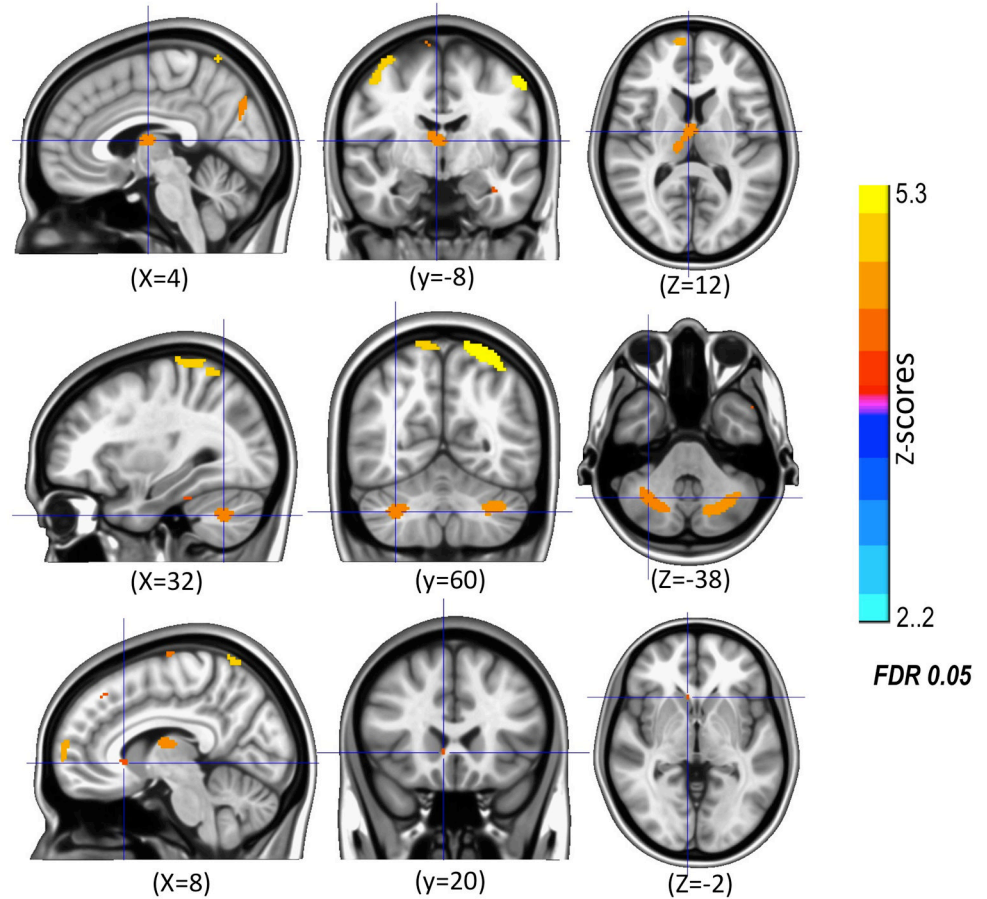 (X=4)
(y=-8)
(Z=12)
5.3
Z-scores
2..2
FDR 0.05
(X=32)
(y=60)
(Z=-38)
(X=8)
(y=20)
(Z=-2)